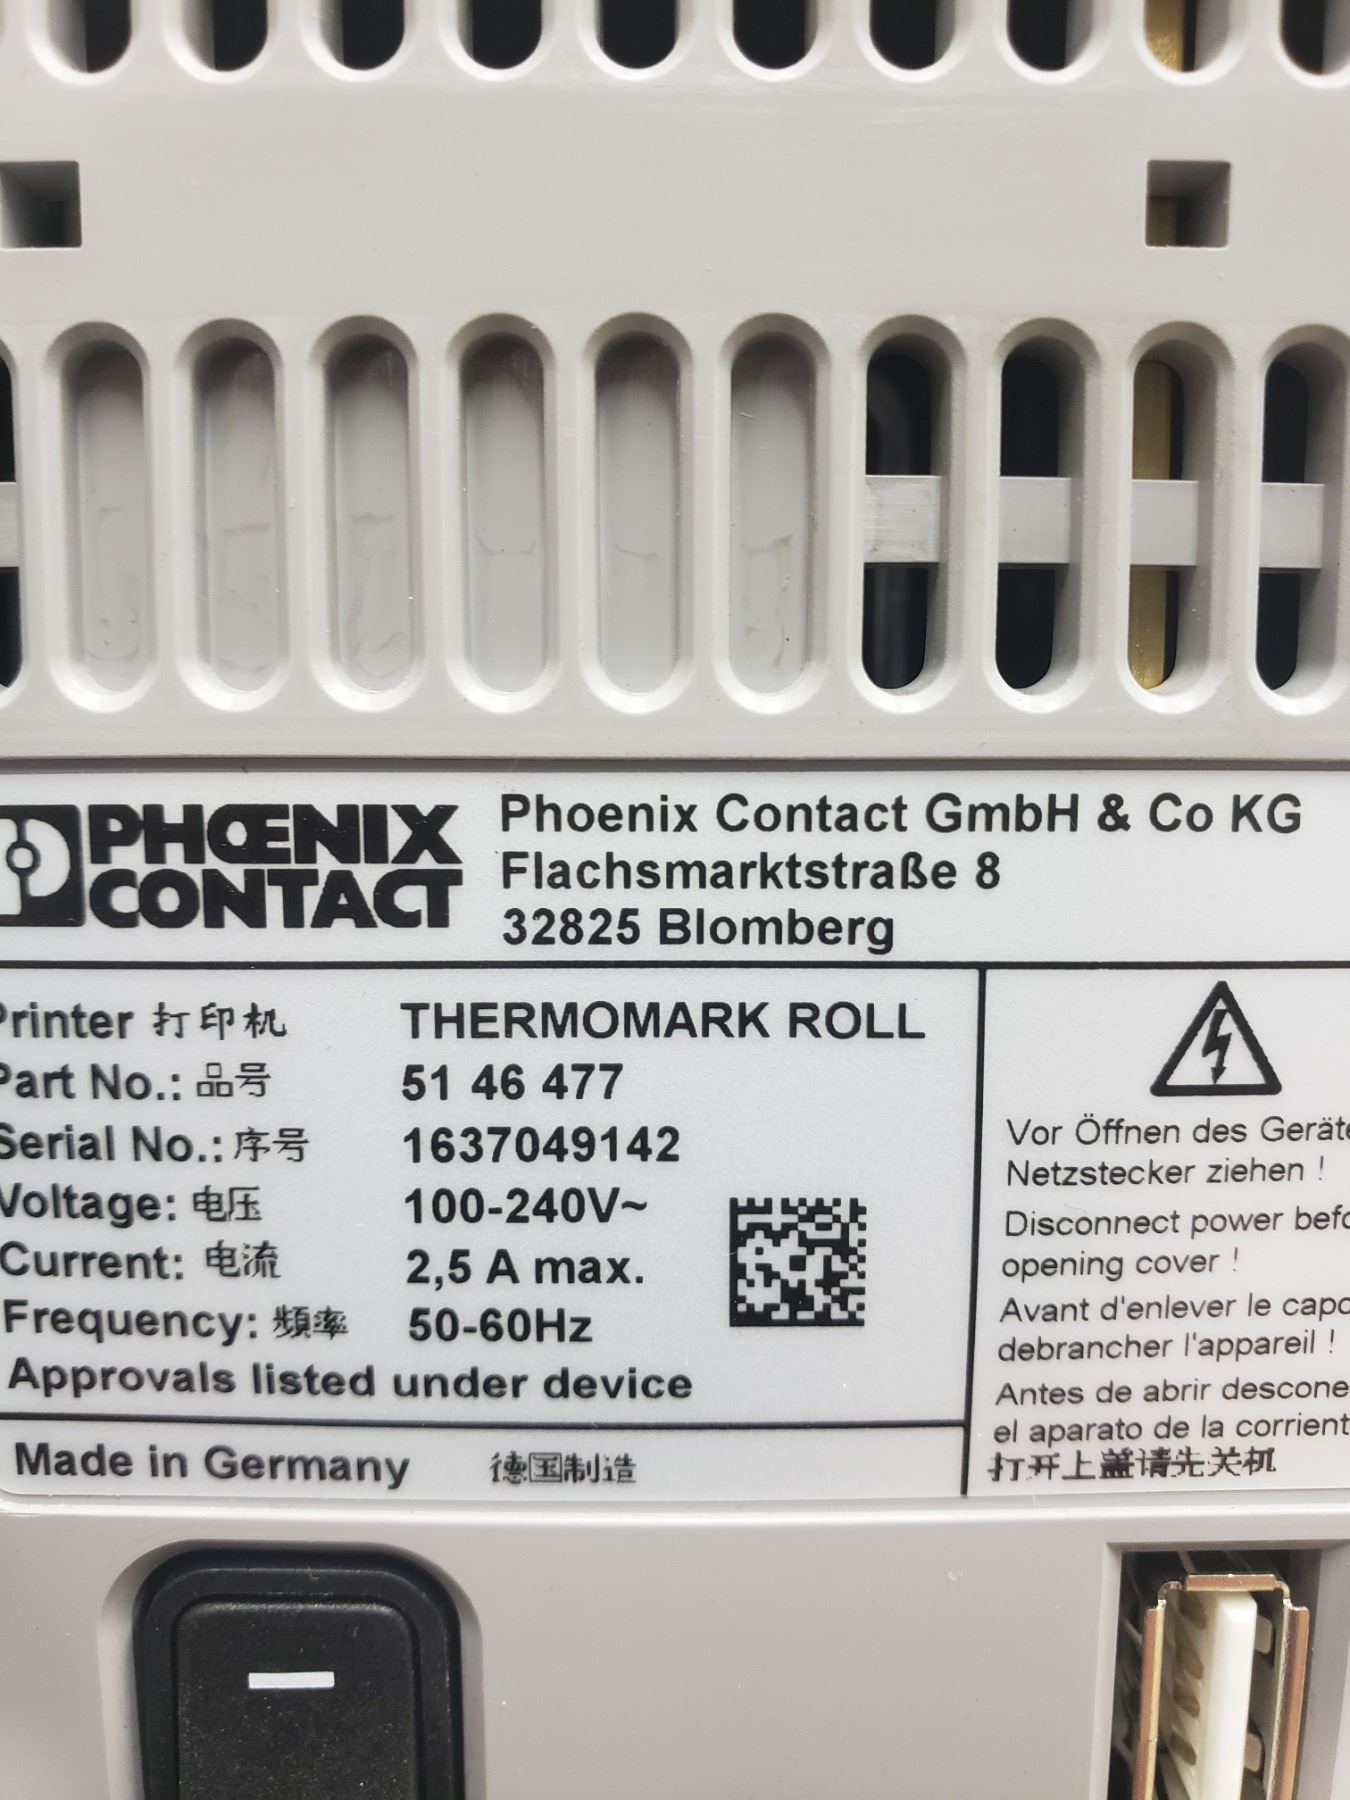 PHŒNIX
CONTACT
Phoenix Contact GmbH & Co KG
Flachsmarktstraße 8
32825 Blomberg
Printer 打印机 THERMOMARK ROLL
Part No.: 品号 51 46 477
Serial No.: 序号 1637049142
Voltage: 电压 100-240V~
Current: 电流 2,5 A max.
Frequency: 頻率 50-60Hz
Approvals listed under device
Made in Germany 德国制造
Vor Öffnen des Geräte
Netzstecker ziehen !
Disconnect power befo
opening cover !
Avant d'enlever le capo
debrancher l'appareil !
Antes de abrir descone
el aparato de la corrient
打开上盖请先关机